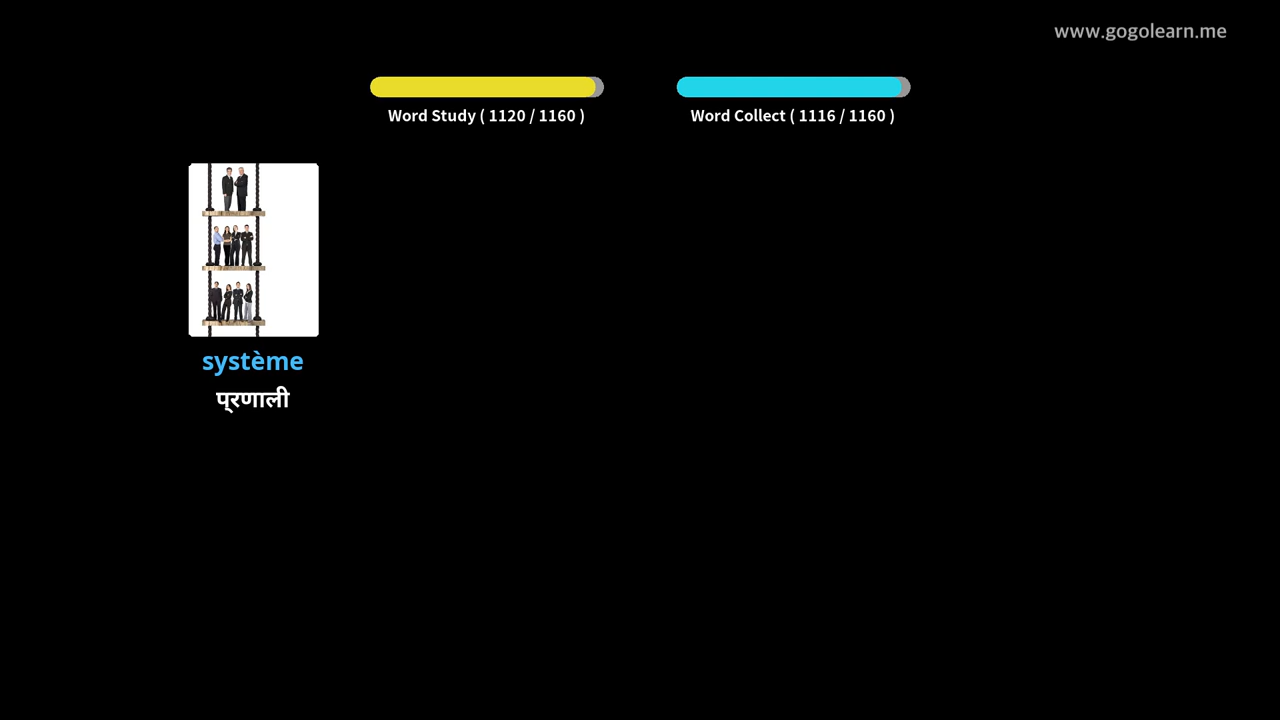 www.gogolearn.me
Word Study ( 1120 / 1160 )
Word Collect ( 1116 / 1160 )
système
प्रणाली